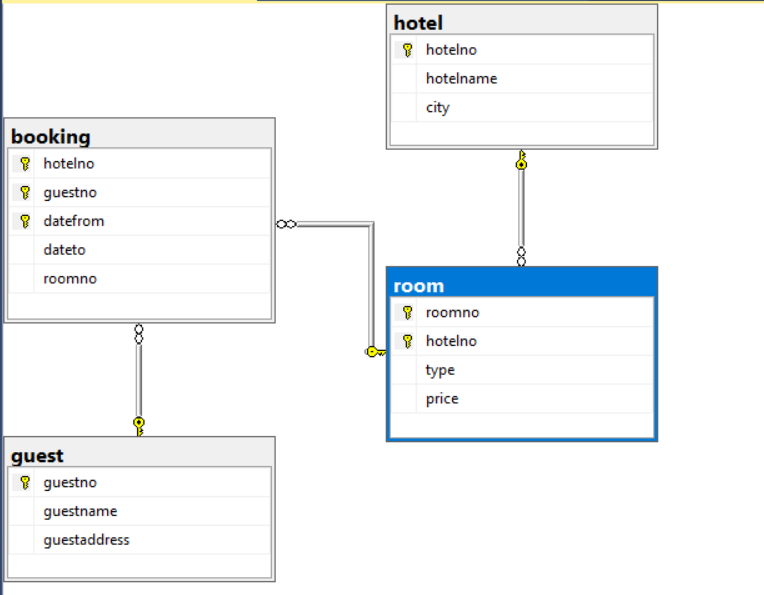 hotel
hotelno
hotelname
city
booking
hotelno
guestno
datefrom
dateto
roomno
room
roomno
hotelno
type
price
guest
guestno
guestname
guestaddress